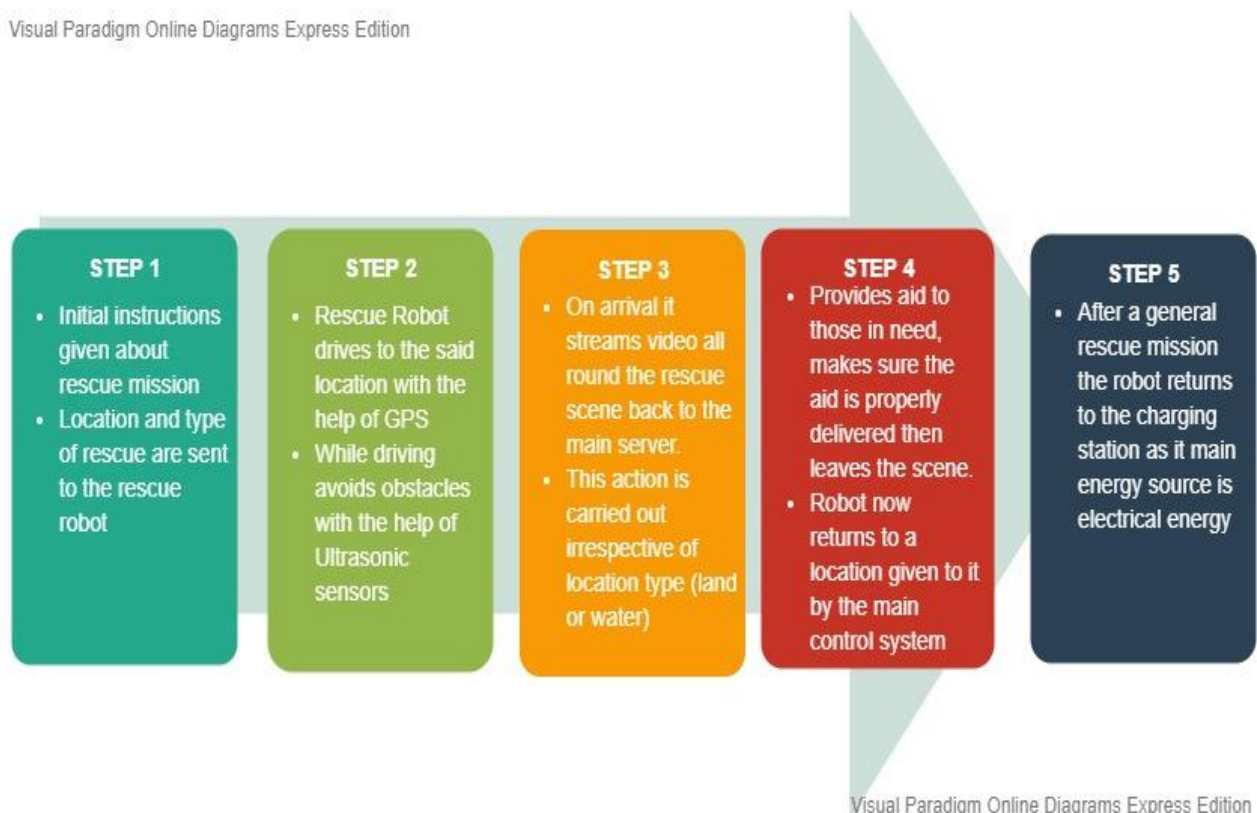 Visual Paradigm Online Diagrams Express Edition
STEP 1
• Initial instructions
given about
rescue mission
• Location and type
of rescue are sent
to the rescue
robot
STEP 2
• Rescue Robot
drives to the said
location with the
help of GPS
• While driving
avoids obstacles
with the help of
Ultrasonic
sensors
STEP 3
• On arrival it
streams video all
round the rescue
scene back to the
main server.
• This action is
carried out
irrespective of
location type (land
or water)
STEP 4
• Provides aid to
those in need,
makes sure the
aid is properly
delivered then
leaves the scene.
• Robot now
returns to a
location given to it
by the main
control system
STEP 5
• After a general
rescue mission
the robot returns
to the charging
station as it main
energy source is
electrical energy
Visual Paradigm Online Diagrams Express Edition